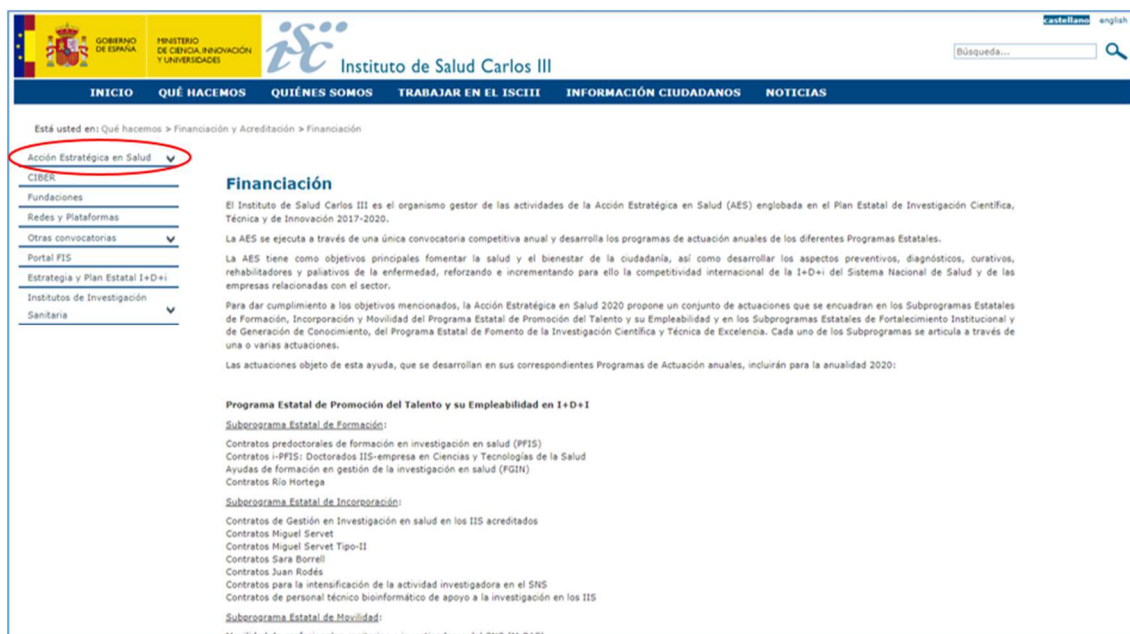 castellano english
GOBIERNO
DE ESPAÑA
MINISTERIO
DE CIENCIA, INNOVACIÓN
Y UNIVERSIDADES
isc Instituto de Salud Carlos III
Búsqueda...
INICIO QUÉ HACEMOS QUIÉNES SOMOS TRABAJAR EN EL ISCIII INFORMACIÓN CIUDADANOS NOTICIAS
Está usted en: Qué hacemos > Financiación y Acreditación > Financiación
Acción Estratégica en Salud
CIBER
Fundaciones
Redes y Plataformas
Otras convocatorias
Portal FIS
Estrategia y Plan Estatal I+D+i
Institutos de Investigación
Sanitaria
Financiación
El Instituto de Salud Carlos III es el organismo gestor de las actividades de la Acción Estratégica en Salud (AES) englobada en el Plan Estatal de Investigación Científica,
Técnica y de Innovación 2017-2020.
La AES se ejecuta a través de una única convocatoria competitiva anual y desarrolla los programas de actuación anuales de los diferentes Programas Estatales.
La AES tiene como objetivos principales fomentar la salud y el bienestar de la ciudadanía, así como desarrollar los aspectos preventivos, diagnósticos, curativos,
rehabilitadores y paliativos de la enfermedad, reforzando e incrementando para ello la competitividad internacional de la I+D+i del Sistema Nacional de Salud y de las
empresas relacionadas con el sector.
Para dar cumplimiento a los objetivos mencionados, la Acción Estratégica en Salud 2020 propone un conjunto de actuaciones que se encuadran en los Subprogramas Estatales
de Formación, Incorporación y Movilidad del Programa Estatal de Promoción del Talento y su Empleabilidad y en los Subprogramas Estatales de Fortalecimiento Institucional y
de Generación de Conocimiento, del Programa Estatal de Fomento de la Investigación Científica y Técnica de Excelencia. Cada uno de los Subprogramas se articula a través de
una o varias actuaciones.
Las actuaciones objeto de esta ayuda, que se desarrollan en sus correspondientes Programas de Actuación anuales, incluirán para la anualidad 2020:
Programa Estatal de Promoción del Talento y su Empleabilidad en I+D+I
Subprograma Estatal de Formación:
Contratos predoctorales de formación en investigación en salud (PFIS)
Contratos i-PFIS: Doctorados IIS-empresa en Ciencias y Tecnologías de la Salud
Ayudas de formación en gestión de la investigación en salud (FGIN)
Contratos Río Hortega
Subprograma Estatal de Incorporación:
Contratos de Gestión en Investigación en salud en los IIS acreditados
Contratos Miguel Servet
Contratos Miguel Servet Tipo-II
Contratos Sara Borrell
Contratos Juan Rodés
Contratos para la intensificación de la actividad investigadora en el SNS
Contratos de personal técnico bioinformático de apoyo a la investigación en los IIS
Subprograma Estatal de Movilidad: